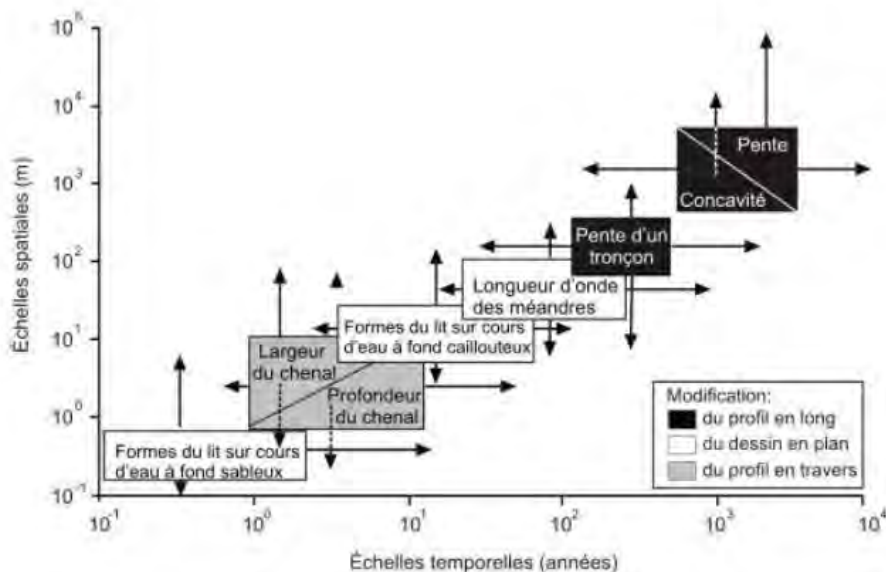 10⁵
10⁴
10³
10²
10¹
10⁰
10⁻¹
Échelles spatiales (m)
Pente
Concavité
Pente d'un
tronçon
Longueur d'onde
des méandres
Formes du lit sur cours
d'eau à fond caillouteux
Largeur
du chenal
Profondeur
du chenal
Formes du lit sur cours
d'eau à fond sableux
Modification:
du profil en long
du dessin en plan
du profil en travers
10⁻¹ 10⁰ 10¹ 10² 10³ 10⁴
Échelles temporelles (années)